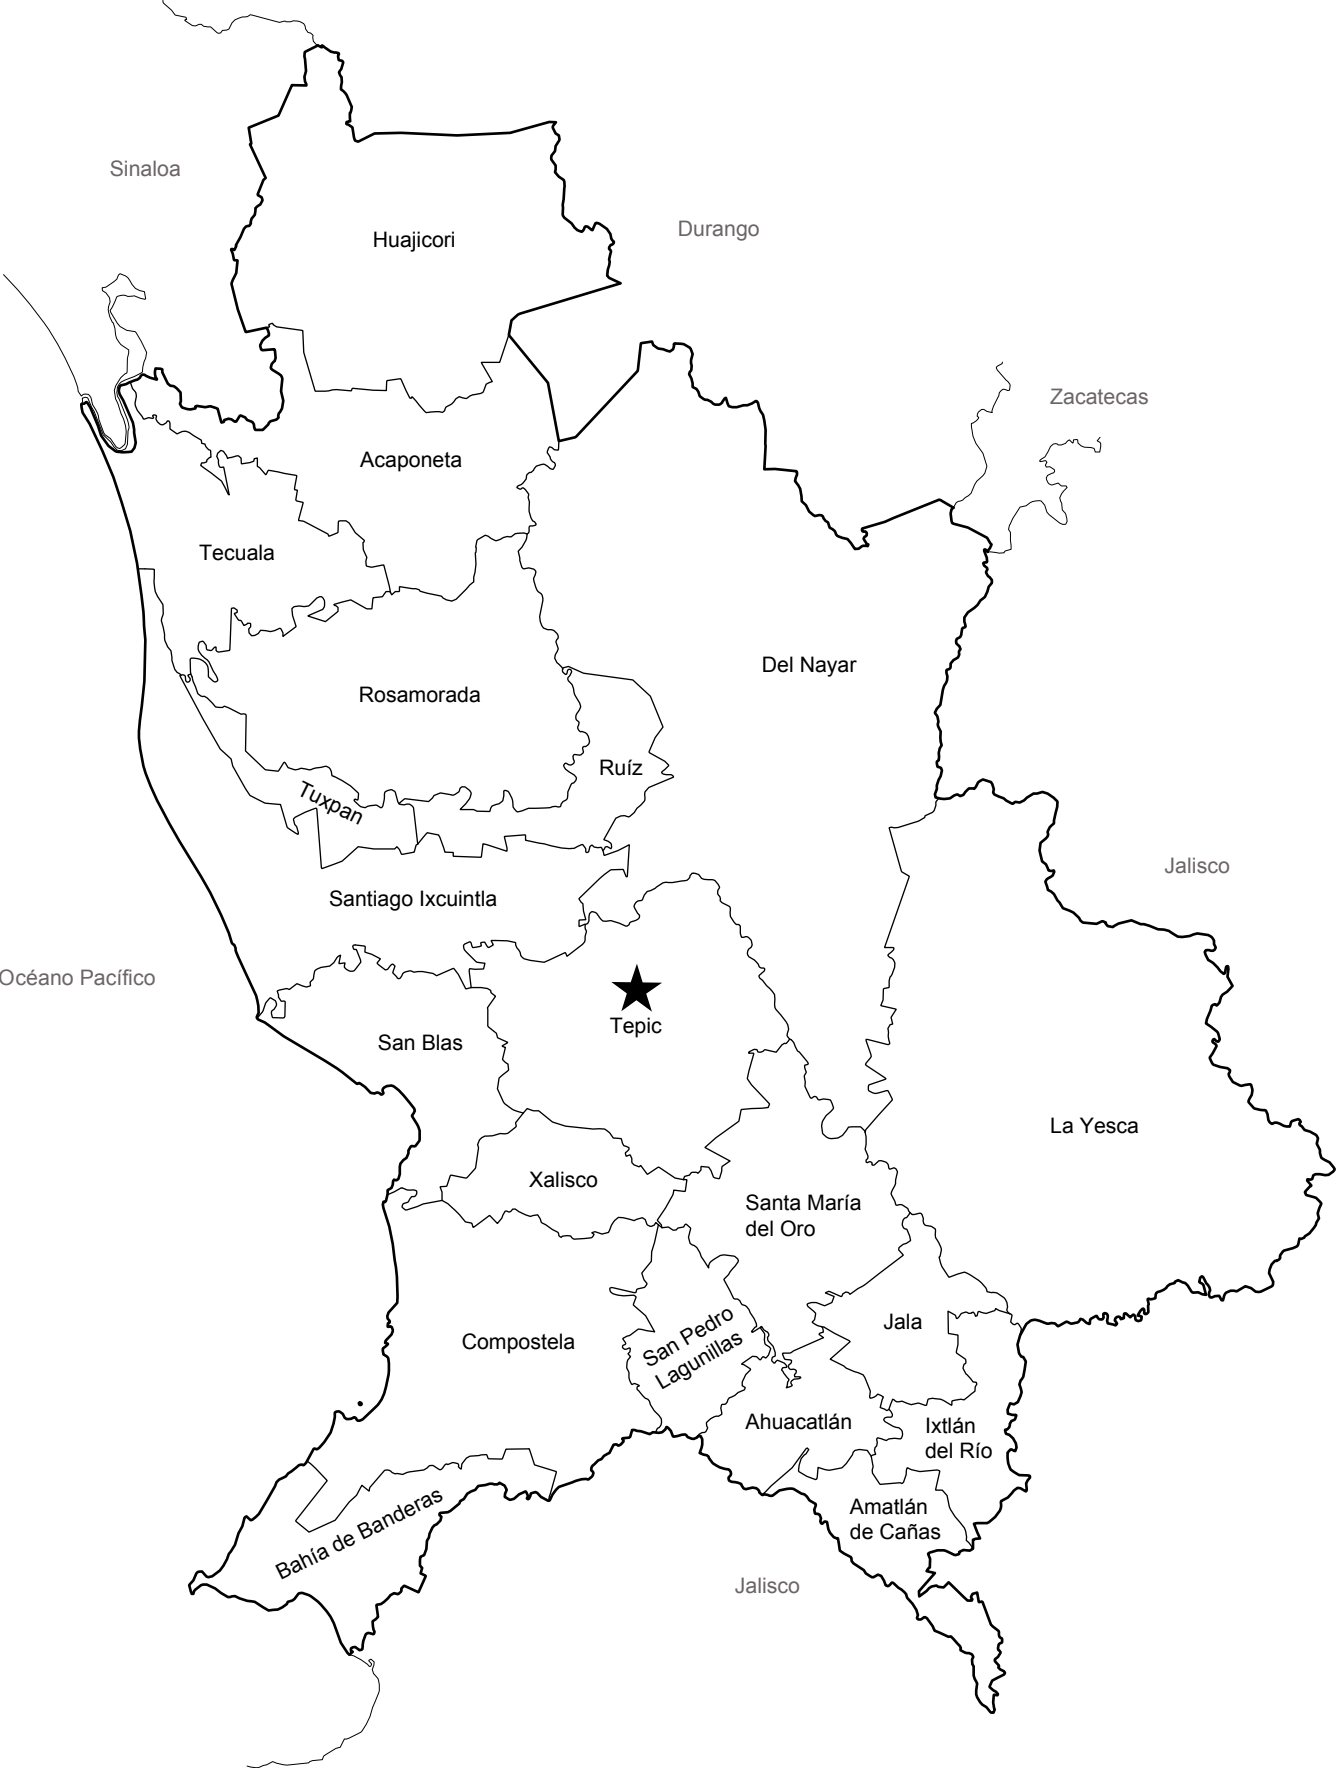 Sinaloa
Durango
Huajicori
Zacatecas
Acaponeta
Tecuala
Del Nayar
Rosamorada
Ruíz
Tuxpan
Jalisco
Santiago Ixcuintla
Océano Pacífico
Tepic
San Blas
La Yesca
Xalisco
Santa María
del Oro
Jala
Compostela
San Pedro
Lagunillas
Ahuacatlán
Ixtlán
del Río
Amatlán
de Cañas
Bahía de Banderas
Jalisco